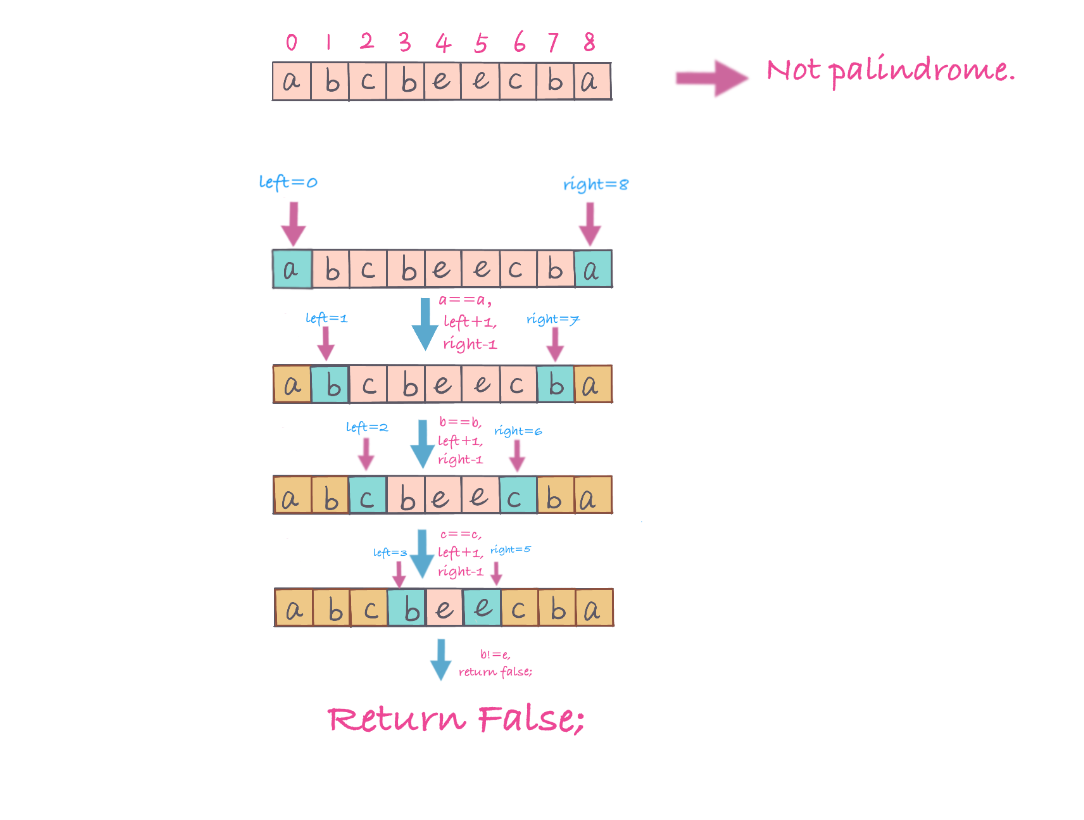 0 1 2 3 4 5 6 7 8
a b c b e e c b a
Not palindrome.
left=0
right=8
a b c b e e c b a
a==a,
left+1,
right-1
left=1
right=7
a b c b e e c b a
b==b,
left+1,
right-1
left=2
right=6
a b c b e e c b a
c==c,
left+1,
right-1
left=3
right=5
a b c b e e c b a
b!=e,
return false;
Return False;